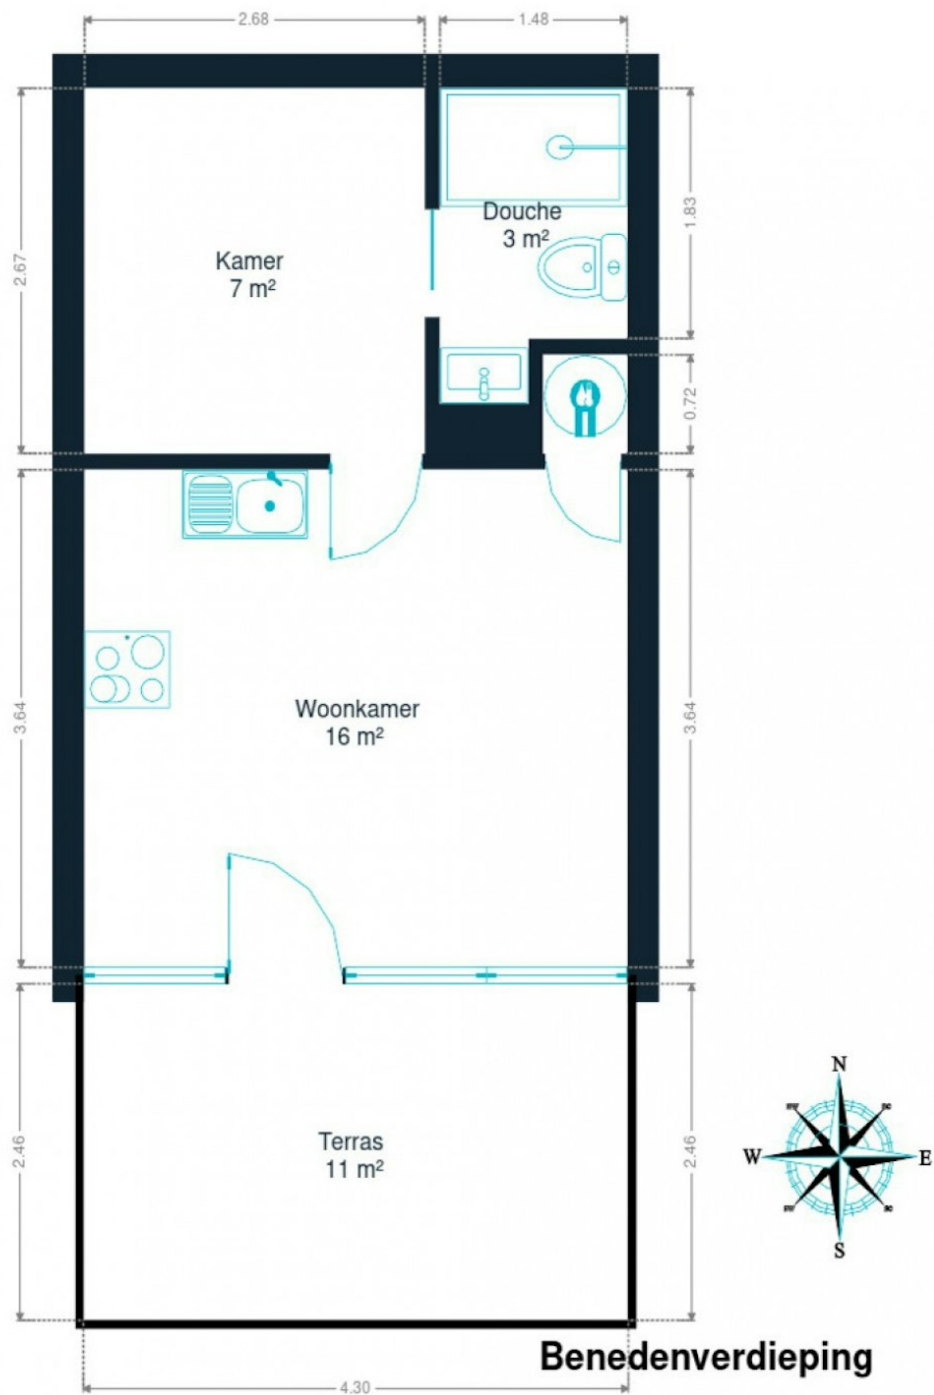 2.68
1.48
2.67
1.83
Douche
3 m²
Kamer
7 m²
0.72
3.64
3.64
Woonkamer
16 m²
2.46
2.46
Terras
11 m²
N
W
E
S
Benedenverdieping
4.30